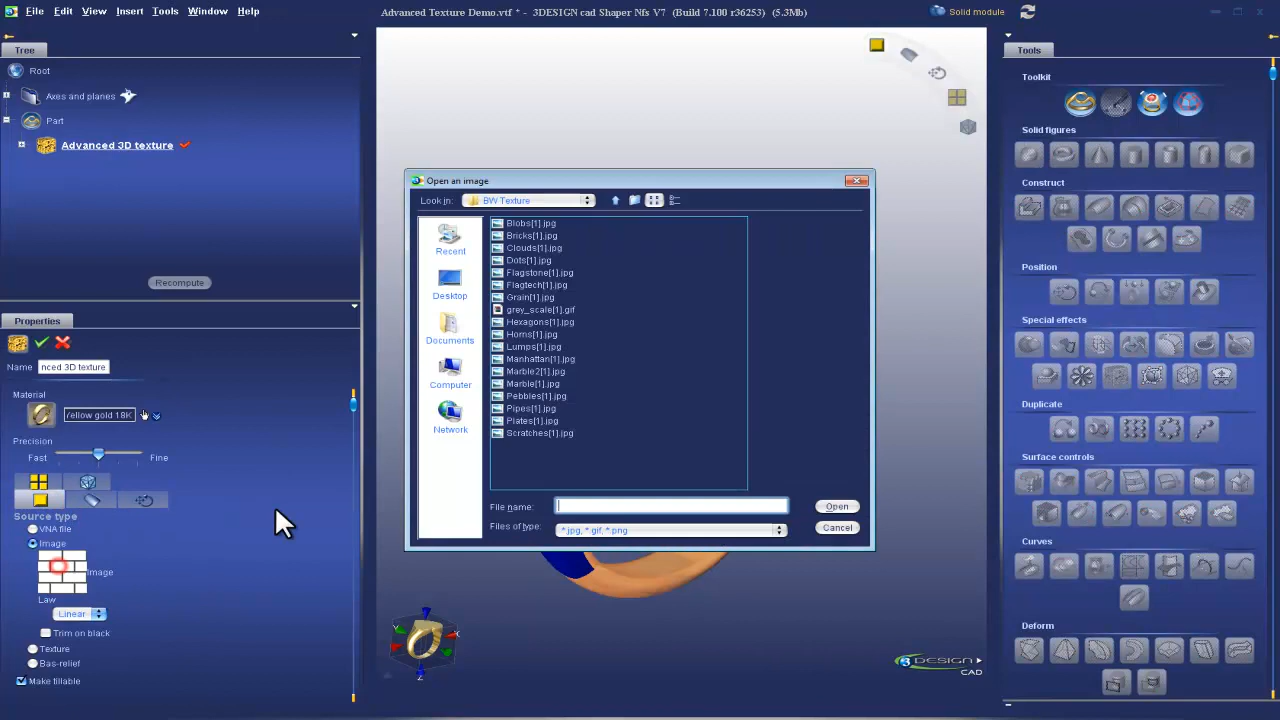 File Edit View Insert Tools Window Help
Advanced Texture Demo.vtf * - 3DESIGN cad Shaper Nfs V7 (Build 7.100 r36253) (5.3Mb)
Solid module
Tree
Root
Axes and planes
Part
Advanced 3D texture
Recompute
Properties
Name nced 3D texture
Material
Yellow gold 18K
Precision
Fast Fine
Source type
VNA file
Image
Image
Law
Linear
Trim on black
Texture
Bas-relief
Make tillable
Open an image
Look in: BW Texture
Recent
Desktop
Documents
Computer
Network
Blobs[1].jpg
Bricks[1].jpg
Clouds[1].jpg
Dots[1].jpg
Flagstone[1].jpg
Flagtech[1].jpg
Grain[1].jpg
grey_scale[1].gif
Hexagons[1].jpg
Horns[1].jpg
Lumps[1].jpg
Manhattan[1].jpg
Marble2[1].jpg
Marble[1].jpg
Pebbles[1].jpg
Pipes[1].jpg
Plates[1].jpg
Scratches[1].jpg
File name:
Open
Files of type: *.jpg, *.gif, *.png
Cancel
X
Y
Z
3DESIGN
CAD
Tools
Toolkit
Solid figures
Construct
Position
Special effects
Duplicate
Surface controls
Curves
Deform